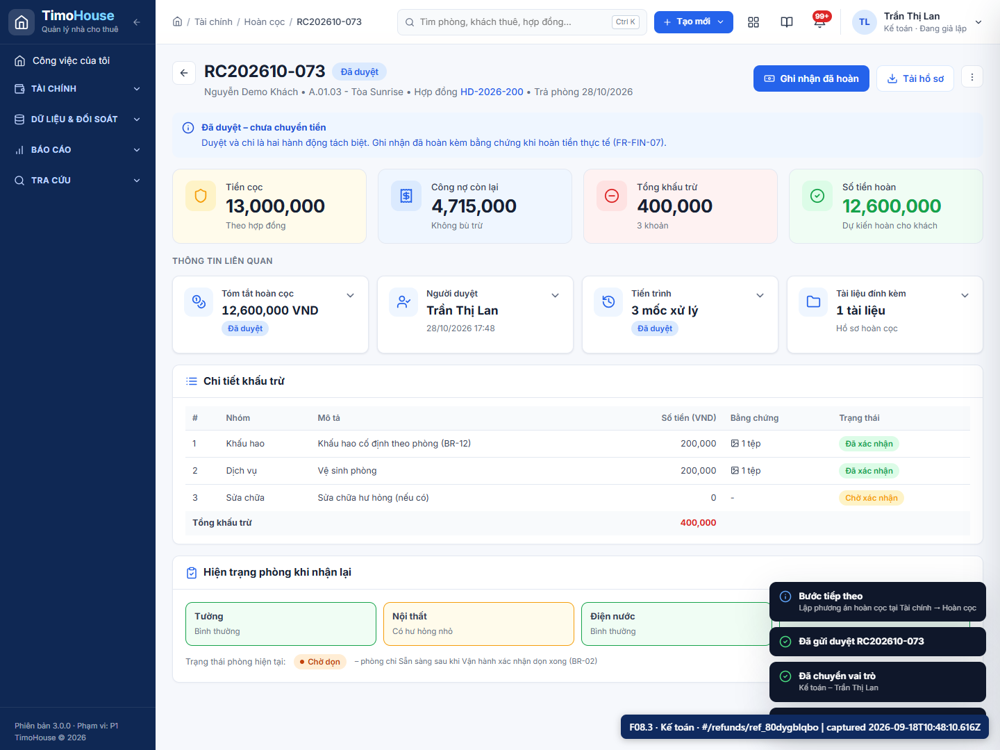 TimoHouse
Quản lý nhà cho thuê
Công việc của tôi
TÀI CHÍNH
DỮ LIỆU & ĐỐI SOÁT
BÁO CÁO
TRA CỨU
Phiên bản 3.0.0 · Phạm vi: P1
TimoHouse © 2026
/ Tài chính / Hoàn cọc / RC202610-073
Tìm phòng, khách thuê, hợp đồng... Ctrl K
Tạo mới
99+
TL
Trần Thị Lan
Kế toán · Đang giả lập
RC202610-073 Đã duyệt
Nguyễn Demo Khách • A.01.03 - Tòa Sunrise • Hợp đồng HD-2026-200 • Trả phòng 28/10/2026
Ghi nhận đã hoàn
Tải hồ sơ
Đã duyệt – chưa chuyển tiền
Duyệt và chi là hai hành động tách biệt. Ghi nhận đã hoàn kèm bằng chứng khi hoàn tiền thực tế (FR-FIN-07).
Tiền cọc
13,000,000
Theo hợp đồng
Công nợ còn lại
4,715,000
Không bù trừ
Tổng khấu trừ
400,000
3 khoản
Số tiền hoàn
12,600,000
Dự kiến hoàn cho khách
THÔNG TIN LIÊN QUAN
Tóm tắt hoàn cọc
12,600,000 VND
Đã duyệt
Người duyệt
Trần Thị Lan
28/10/2026 17:48
Tiến trình
3 mốc xử lý
Đã duyệt
Tài liệu đính kèm
1 tài liệu
Hồ sơ hoàn cọc
Chi tiết khấu trừ
# Nhóm Mô tả Số tiền (VND) Bằng chứng Trạng thái
1 Khấu hao Khấu hao cố định theo phòng (BR-12) 200,000 1 tệp Đã xác nhận
2 Dịch vụ Vệ sinh phòng 200,000 1 tệp Đã xác nhận
3 Sửa chữa Sửa chữa hư hỏng (nếu có) 0 - Chờ xác nhận
Tổng khấu trừ 400,000
Hiện trạng phòng khi nhận lại
Tường
Bình thường
Nội thất
Có hư hỏng nhỏ
Điện nước
Bình thường
Trạng thái phòng hiện tại: Chờ dọn – phòng chỉ Sẵn sàng sau khi Vận hành xác nhận dọn xong (BR-02)
Bước tiếp theo
Lập phương án hoàn cọc tại Tài chính → Hoàn cọc
Đã gửi duyệt RC202610-073
Đã chuyển vai trò
Kế toán – Trần Thị Lan
F08.3 · Kế toán · #/refunds/ref_80dygblqbo | captured 2026-09-18T10:48:10.616Z